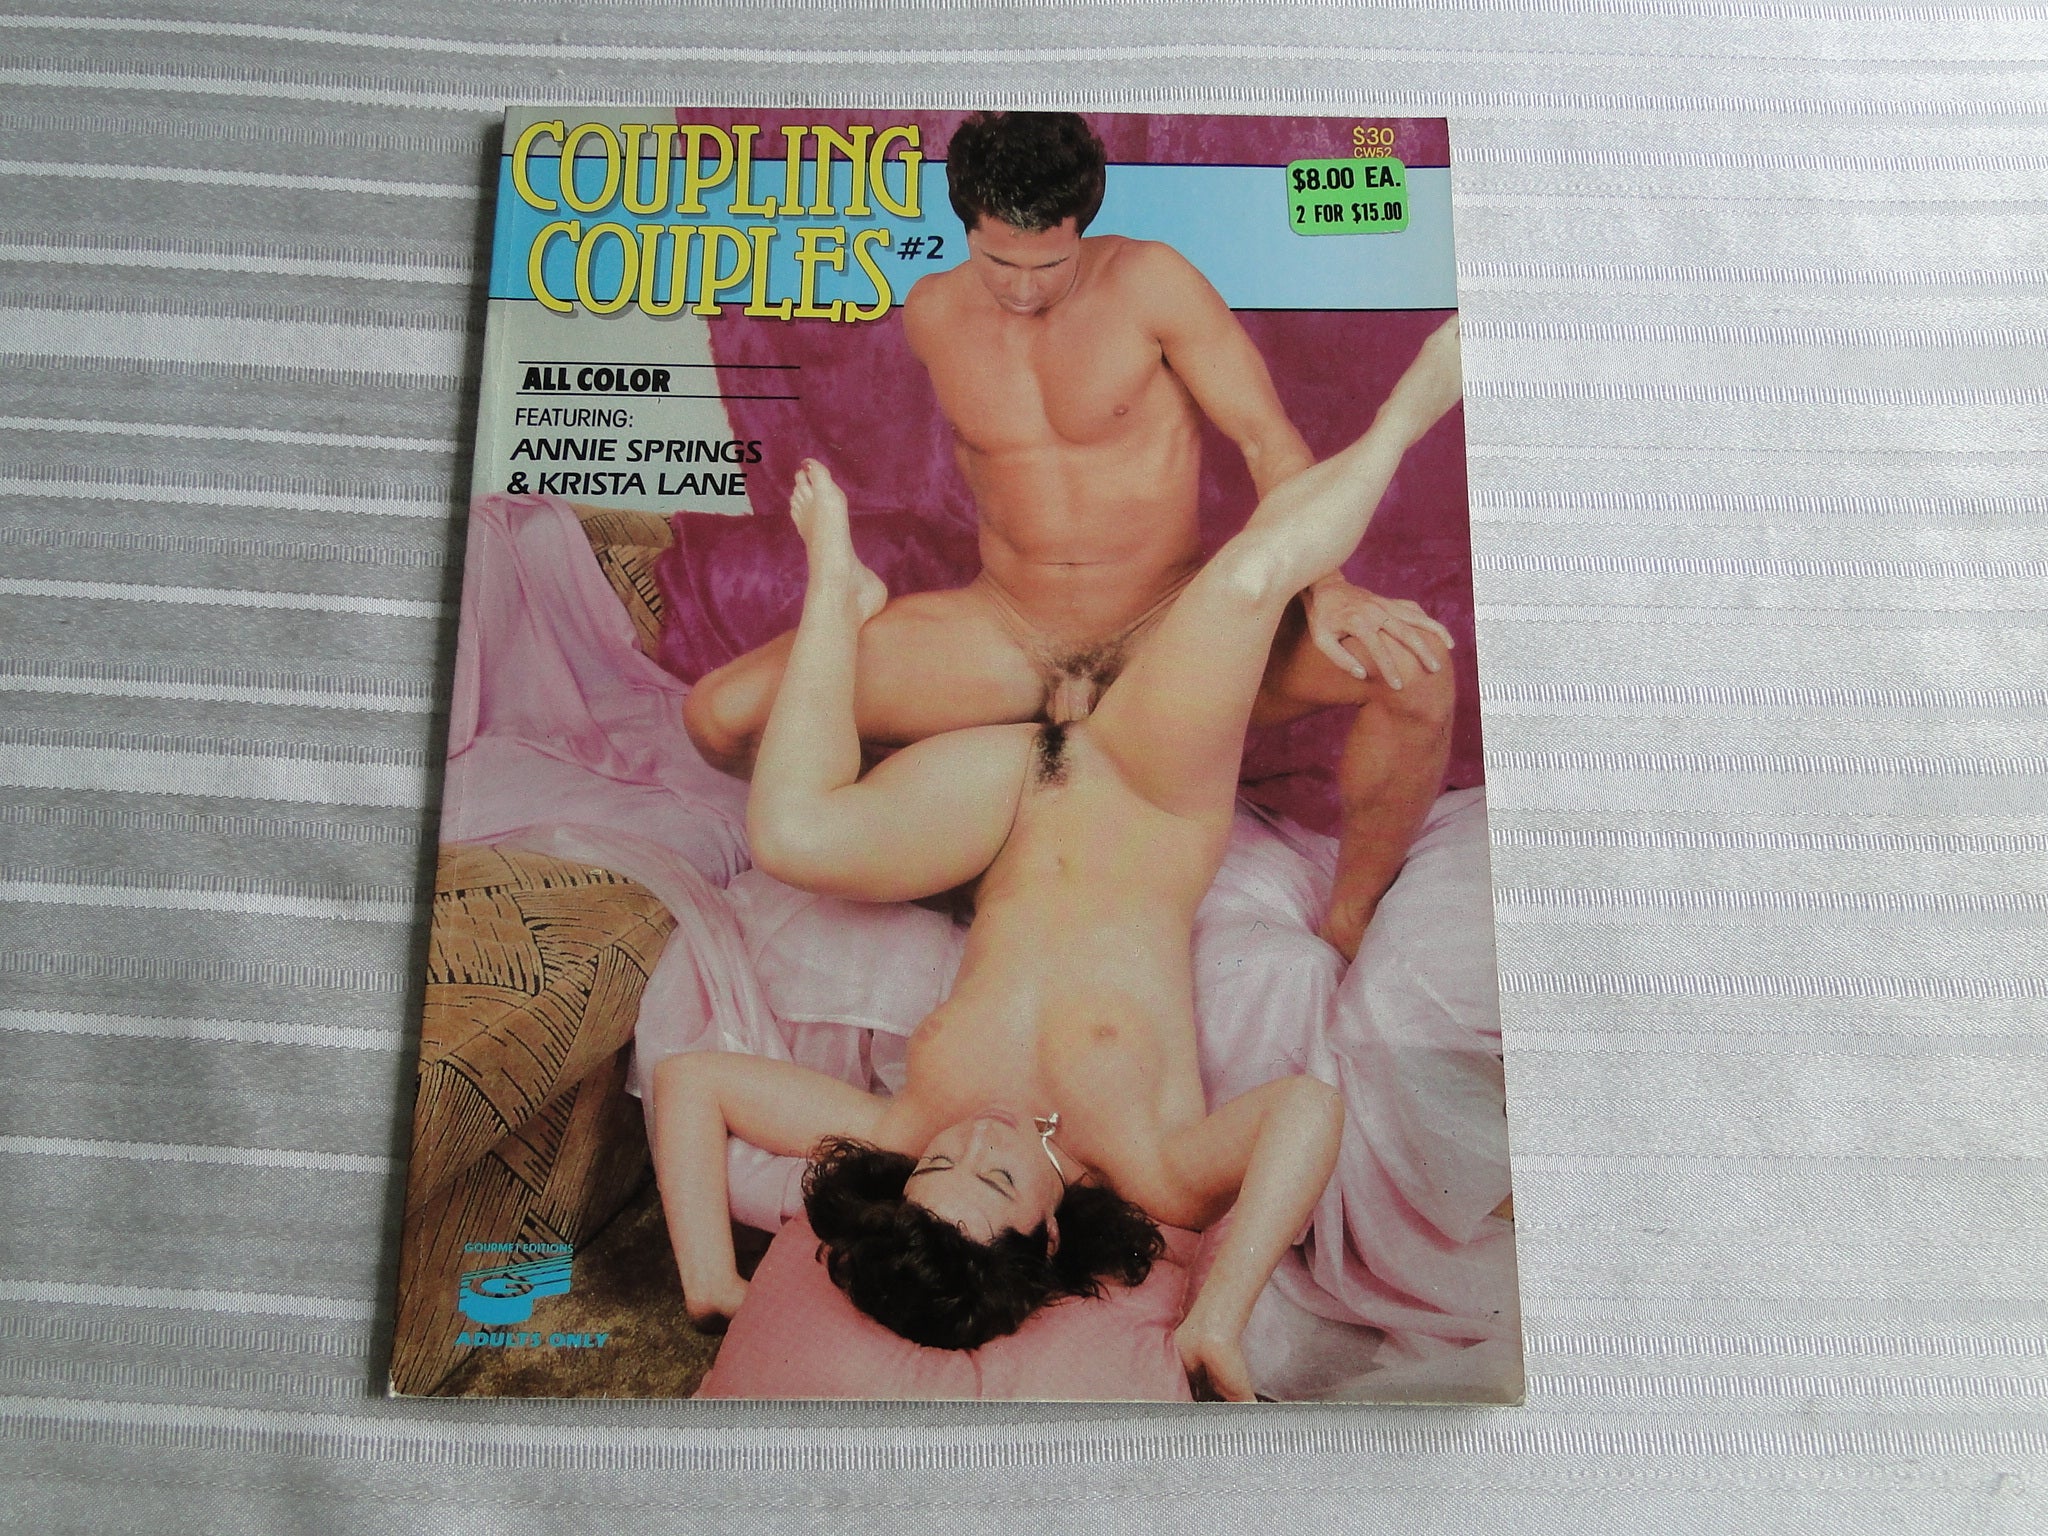 COUPLING
COUPLES #2
$30
CW52
$8.00 EA.
2 FOR $15.00
ALL COLOR
FEATURING:
ANNIE SPRINGS
& KRISTA LANE
GOURMET EDITIONS
ADULTS ONLY